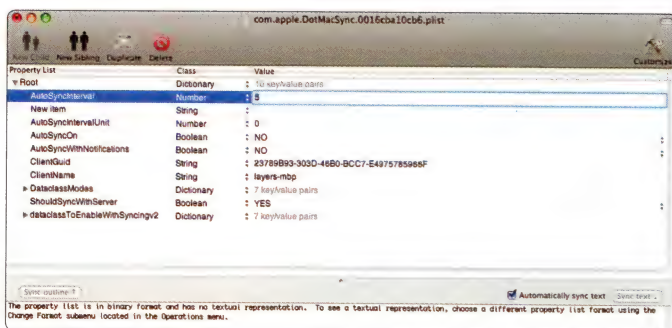 com.apple.DotMacSync.0016cba10cb6.plist
New Child New Sibling Duplicate Delete Customize
Property List Class Value
Root Dictionary 10 key/value pairs
AutoSyncInterval Number 8
New item String
AutoSyncIntervalUnit Number 0
AutoSyncOn Boolean NO
AutoSyncWithNotifications Boolean NO
ClientGuid String 23789B93-303D-46B0-BCC7-E4975785968F
ClientName String layers-mbp
DataclassModes Dictionary 7 key/value pairs
ShouldSyncWithServer Boolean YES
dataclassToEnableWithSyncingv2 Dictionary 7 key/value pairs
Sync outline Automatically sync text Sync text
The property list is in binary format and has no textual representation. To see a textual representation, choose a different property list format using the
Change Format submenu located in the Operations menu.